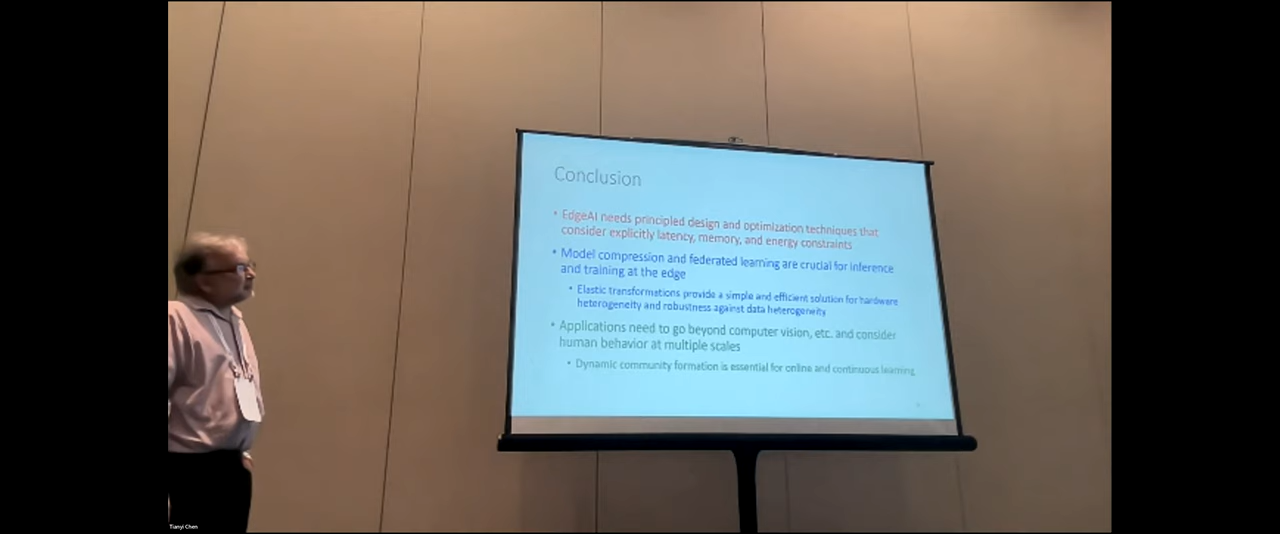 Conclusion
• EdgeAI needs principled design and optimization techniques that
consider explicitly latency, memory, and energy constraints
• Model compression and federated learning are crucial for inference
and training at the edge
• Elastic transformations provide a simple and efficient solution for hardware
heterogeneity and robustness against data heterogeneity
• Applications need to go beyond computer vision, etc. and consider
human behavior at multiple scales
• Dynamic community formation is essential for online and continuous learning
Tianyi Chen